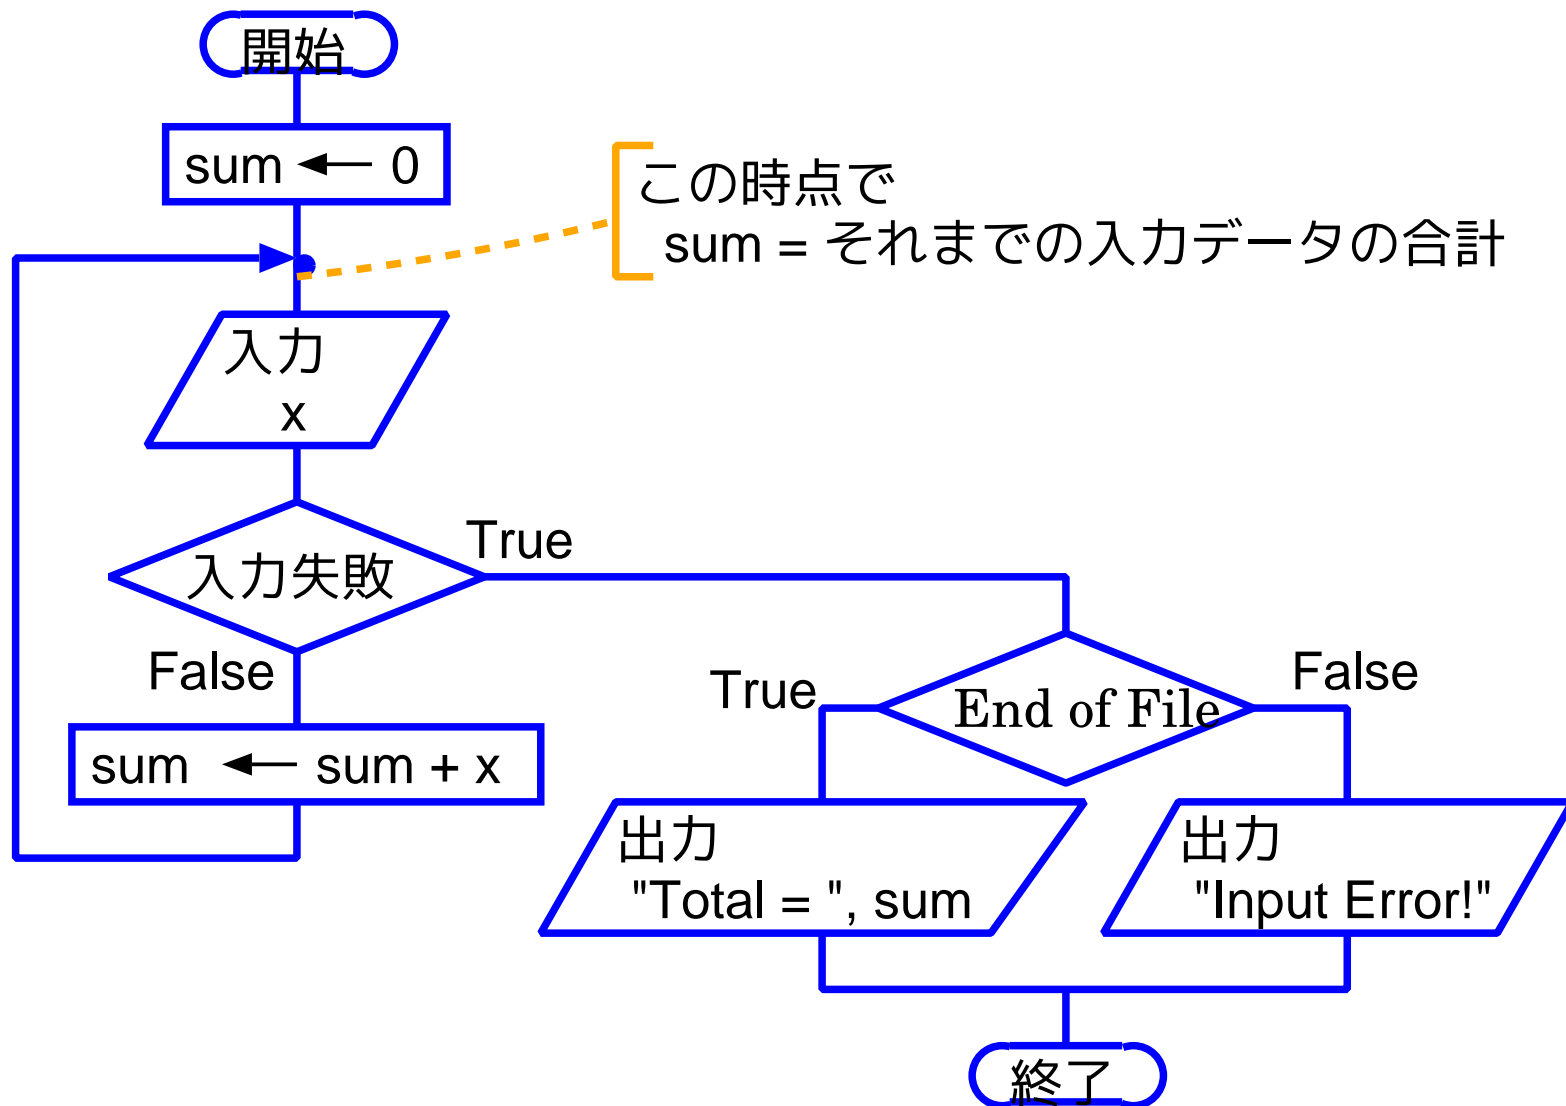 開始
sum ← 0
この時点で
sum = それまでの入力データの合計
入力
x
入力失敗
True
False
sum ← sum + x
End of File
True
False
出力
"Total = ", sum
出力
"Input Error!"
終了